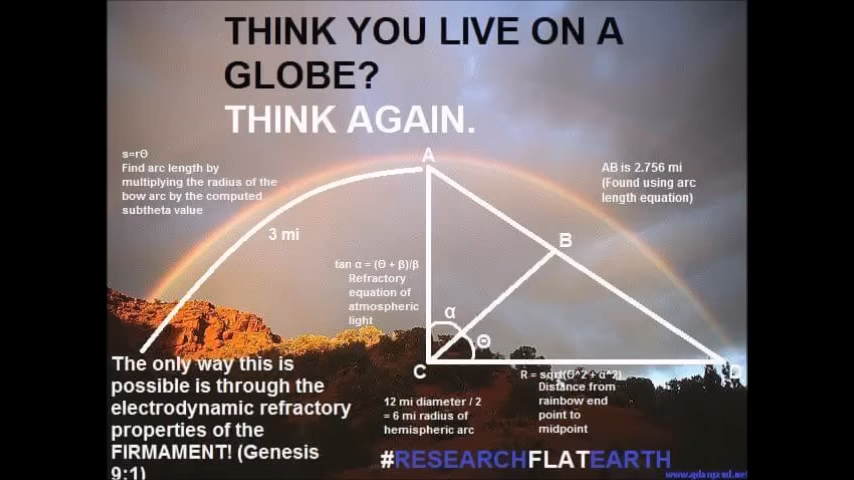 THINK YOU LIVE ON A
GLOBE?
THINK AGAIN.
s=rΘ
Find arc length by
multiplying the radius of the
bow arc by the computed
subtheta value
A
AB is 2.756 mi
(Found using arc
length equation)
3 mi
B
tan α = (Θ + β)/β
Refractory
equation of
atmospheric
light
α
Θ
C
D
The only way this is
possible is through the
electrodynamic refractory
properties of the
FIRMAMENT! (Genesis
9:1)
12 mi diameter / 2
= 6 mi radius of
hemispheric arc
R = sqrt(Θ^2 + α^2)
Distance from
rainbow end
point to
midpoint
#RESEARCHFLATEARTH